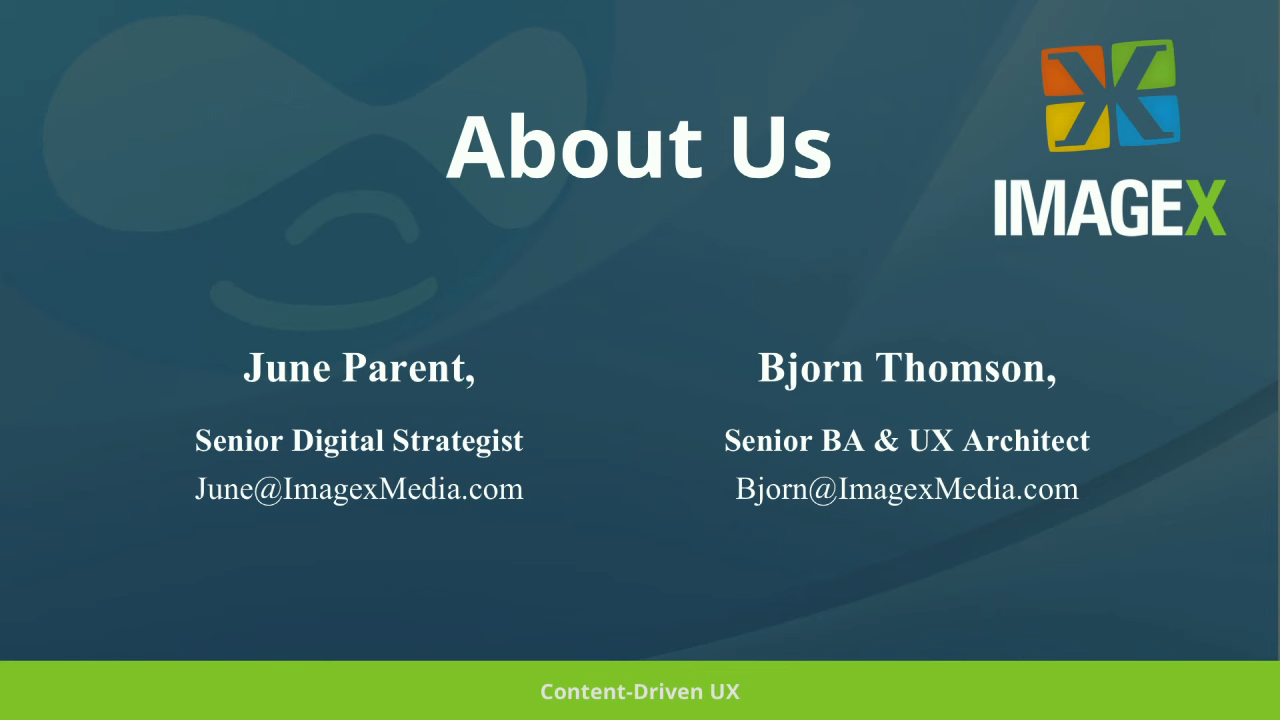 About Us
X
IMAGEX
June Parent,
Senior Digital Strategist
June@ImagexMedia.com
Bjorn Thomson,
Senior BA & UX Architect
Bjorn@ImagexMedia.com
Content-Driven UX